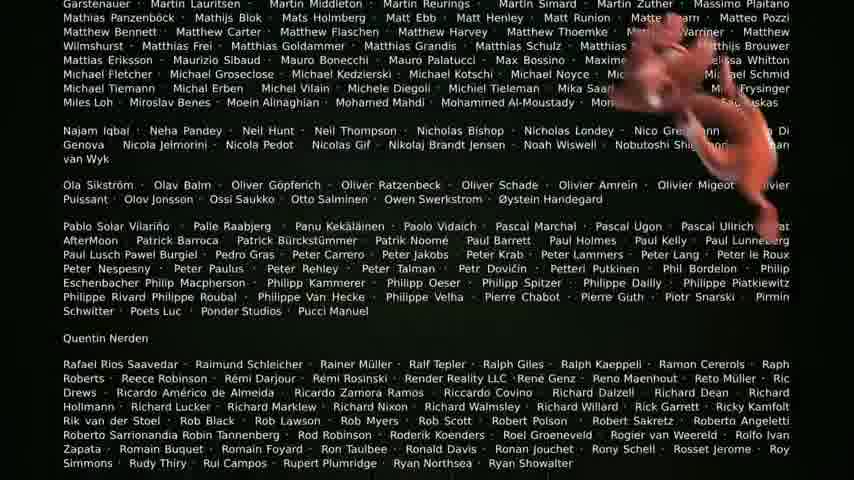 Garstenauer · Martin Lauritsen · Martin Middleton · Martin Reurings · Martin Simard · Martin Zuther · Massimo Plaitano
Mathias Panzenböck · Mathijs Blok · Mats Holmberg · Matt Ebb · Matt Henley · Matt Runion · Matteo Pozzi
Matthew Bennett · Matthew Carter · Matthew Flaschen · Matthew Harvey · Matthew Thoemke · Warriner · Matthew
Wilmshurst · Matthias Frei · Matthias Goldammer · Matthias Grandis · Matthias Schulz · Matthias Brouwer
Mattias Eriksson · Maurizio Sibaud · Mauro Bonecchi · Mauro Palatucci · Max Bossino · Whitton
Michael Fletcher · Michael Groseclose · Michael Kedzierski · Michael Kotschi · Michael Noyce · Schmid
Michael Tiemann · Michal Erben · Michel Vilain · Michele Diegoli · Michiel Tieleman · Mika Frysinger
Miles Loh · Miroslav Benes · Moein Alinaghian · Mohamed Mahdi · Mohammed Al-Moustady
Najam Iqbal · Neha Pandey · Neil Hunt · Neil Thompson · Nicholas Bishop · Nicholas Londey · Nico Di
Genova · Nicola Jelmorini · Nicola Pedot · Nicolas Gif · Nikolaj Brandt Jensen · Noah Wiswell · Nobutoshi
van Wyk
Ola Sikström · Olav Balm · Oliver Göpferich · Oliver Ratzenbeck · Oliver Schade · Olivier Amrein · Olivier Migeot
Puissant · Olov Jonsson · Ossi Saukko · Otto Salminen · Owen Swerkstrom · Øystein Handegard
Pablo Solar Vilariño · Palle Raabjerg · Panu Kekäläinen · Paolo Vidaich · Pascal Marchal · Pascal Ugon · Pascal Ullrich
AfterMoon · Patrick Barroca · Patrick Bürckstümmer · Patrik Noomé · Paul Barrett · Paul Holmes · Paul Kelly · Paul Lunneberg
Paul Lusch Pawel Burgiel · Pedro Gras · Peter Carrero · Peter Jakobs · Peter Krab · Peter Lammers · Peter Lang · Peter le Roux
Peter Nespesny · Peter Paulus · Peter Rehley · Peter Talman · Petr Dovičín · Petteri Putkinen · Phil Bordelon · Philip
Eschenbacher Philip Macpherson · Philipp Kammerer · Philipp Oeser · Philipp Spitzer · Philippe Dailly · Philippe Piatkiewitz
Philippe Rivard Philippe Roubal · Philippe Van Hecke · Philippe Velha · Pierre Chabot · Pierre Guth · Piotr Snarski · Pirmin
Schwitter · Poets Luc · Ponder Studios · Pucci Manuel
Quentin Nerden
Rafael Rios Saavedar · Raimund Schleicher · Rainer Müller · Ralf Tepler · Ralph Giles · Ralph Kaeppeli · Ramon Cererols · Raph
Roberts · Reece Robinson · Rémi Darjour · Rémi Rosinski · Render Reality LLC · René Genz · Reno Maenhout · Reto Müller · Ric
Drews · Ricardo Américo de Almeida · Ricardo Zamora Ramos · Riccardo Covino · Richard Dalzell · Richard Dean · Richard
Hollmann · Richard Lucker · Richard Marklew · Richard Nixon · Richard Walmsley · Richard Willard · Rick Garrett · Ricky Kamfolt
Rik van der Stoel · Rob Black · Rob Lawson · Rob Myers · Rob Scott · Robert Polson · Robert Sakretz · Roberto Angeletti
Roberto Sarrionandia Robin Tannenberg · Rod Robinson · Roderik Koenders · Roel Groeneveld · Rogier van Weereld · Rolfo Ivan
Zapata · Romain Buquet · Romain Foyard · Ron Taulbee · Ronald Davis · Ronan Jouchet · Rony Schell · Rosset Jerome · Roy
Simmons · Rudy Thiry · Rui Campos · Rupert Plumridge · Ryan Northsea · Ryan Showalter